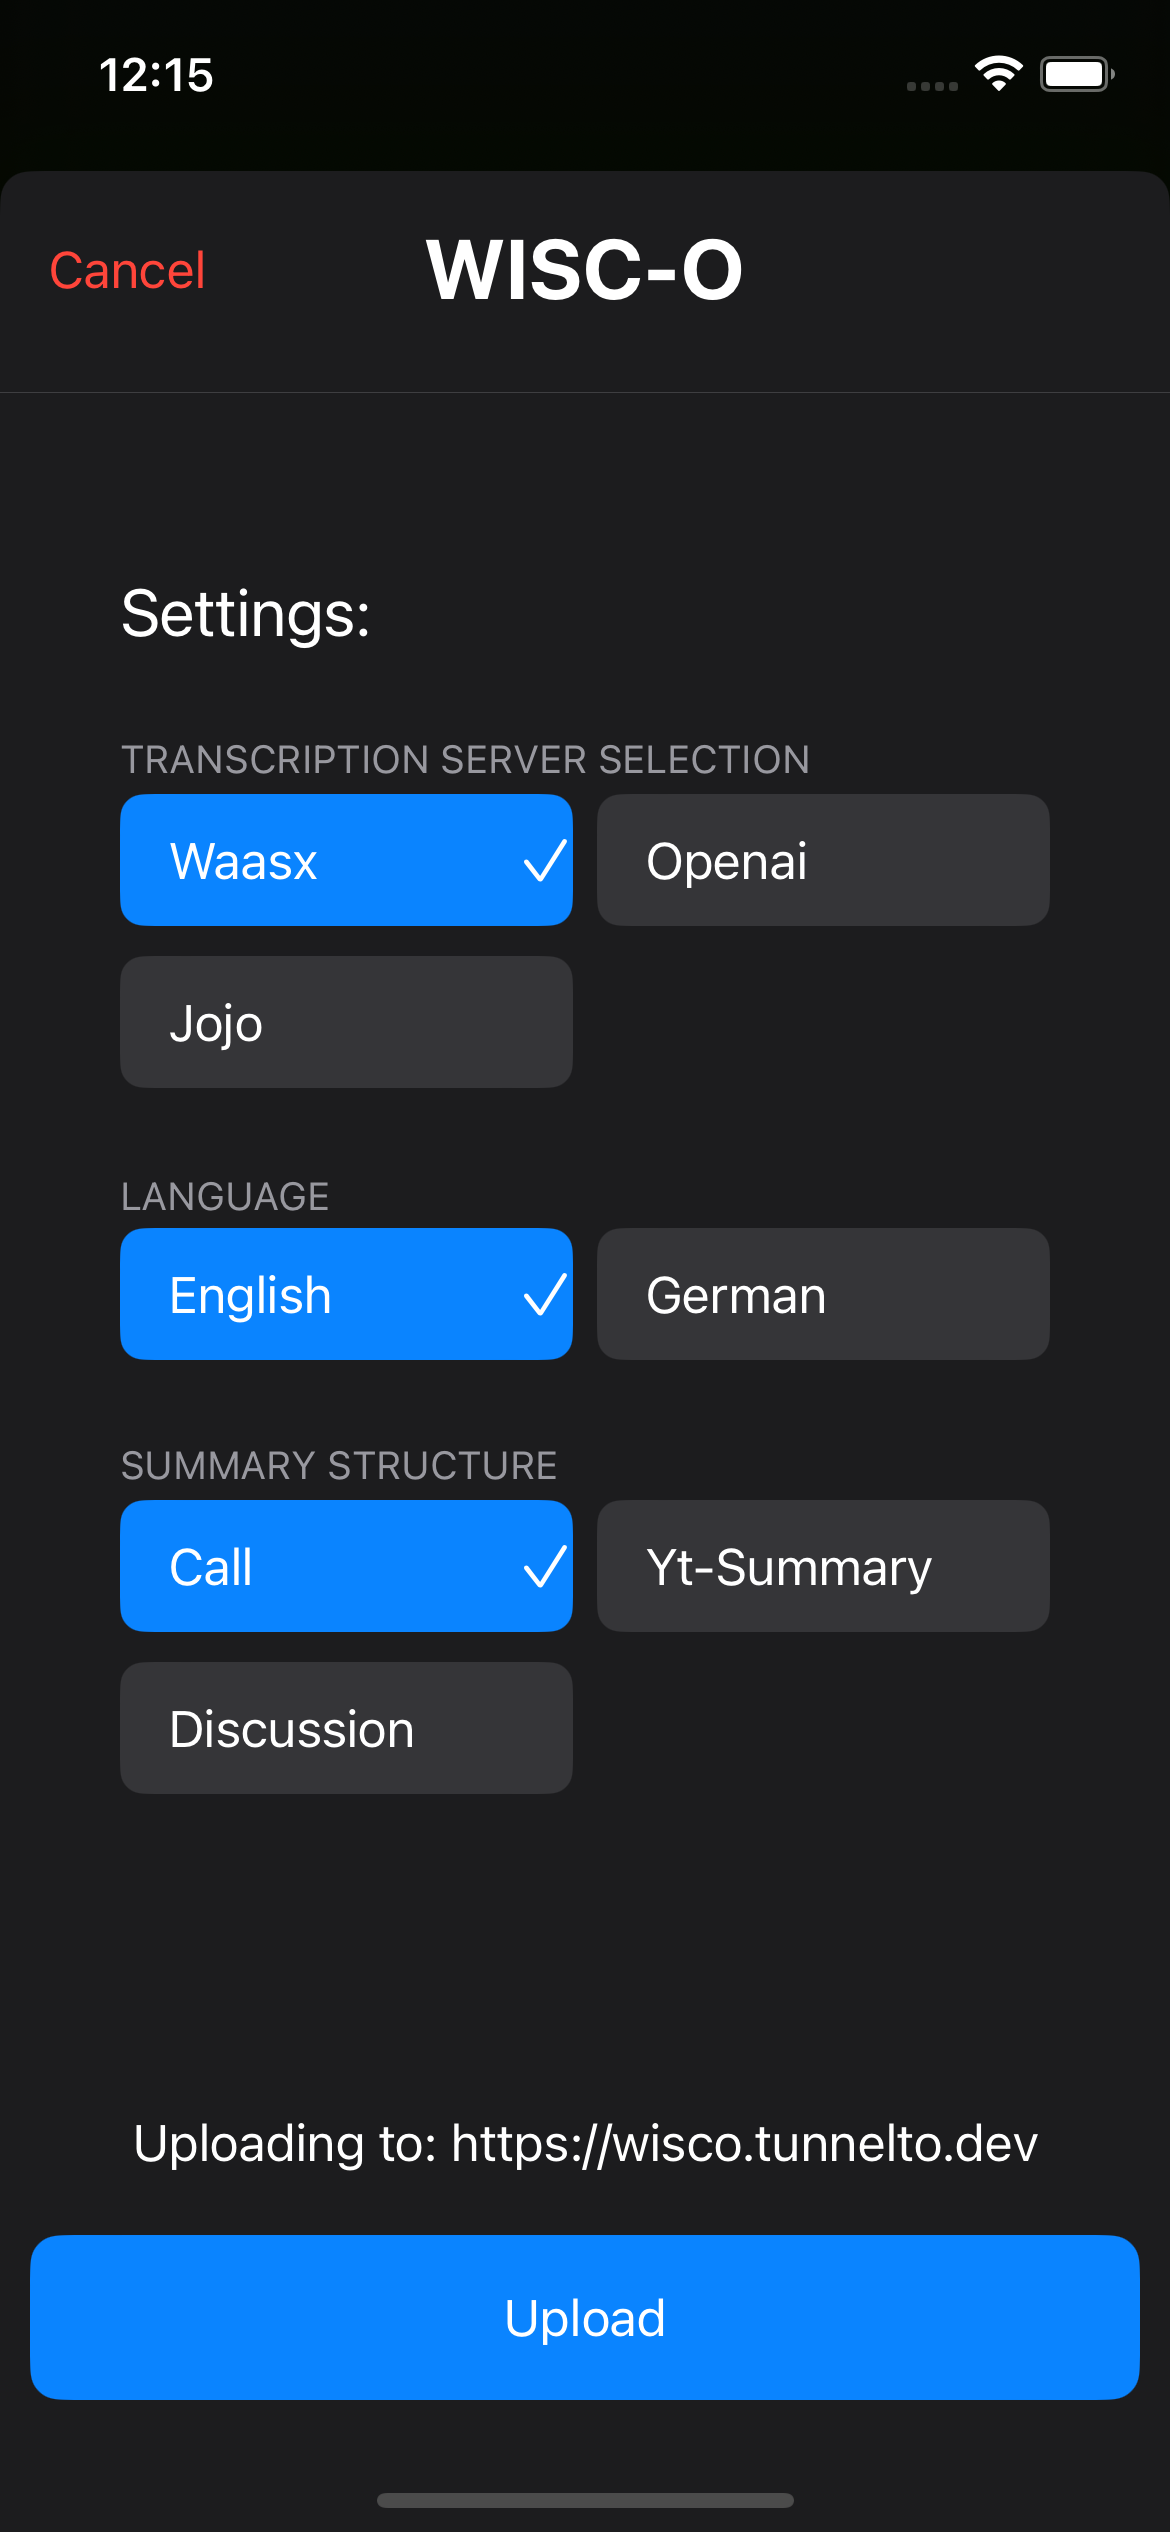 12:15
Cancel
WISC-O
Settings:
TRANSCRIPTION SERVER SELECTION
Waasx
Openai
Jojo
LANGUAGE
English
German
SUMMARY STRUCTURE
Call
Yt-Summary
Discussion
Uploading to: https://wisco.tunnelto.dev
Upload